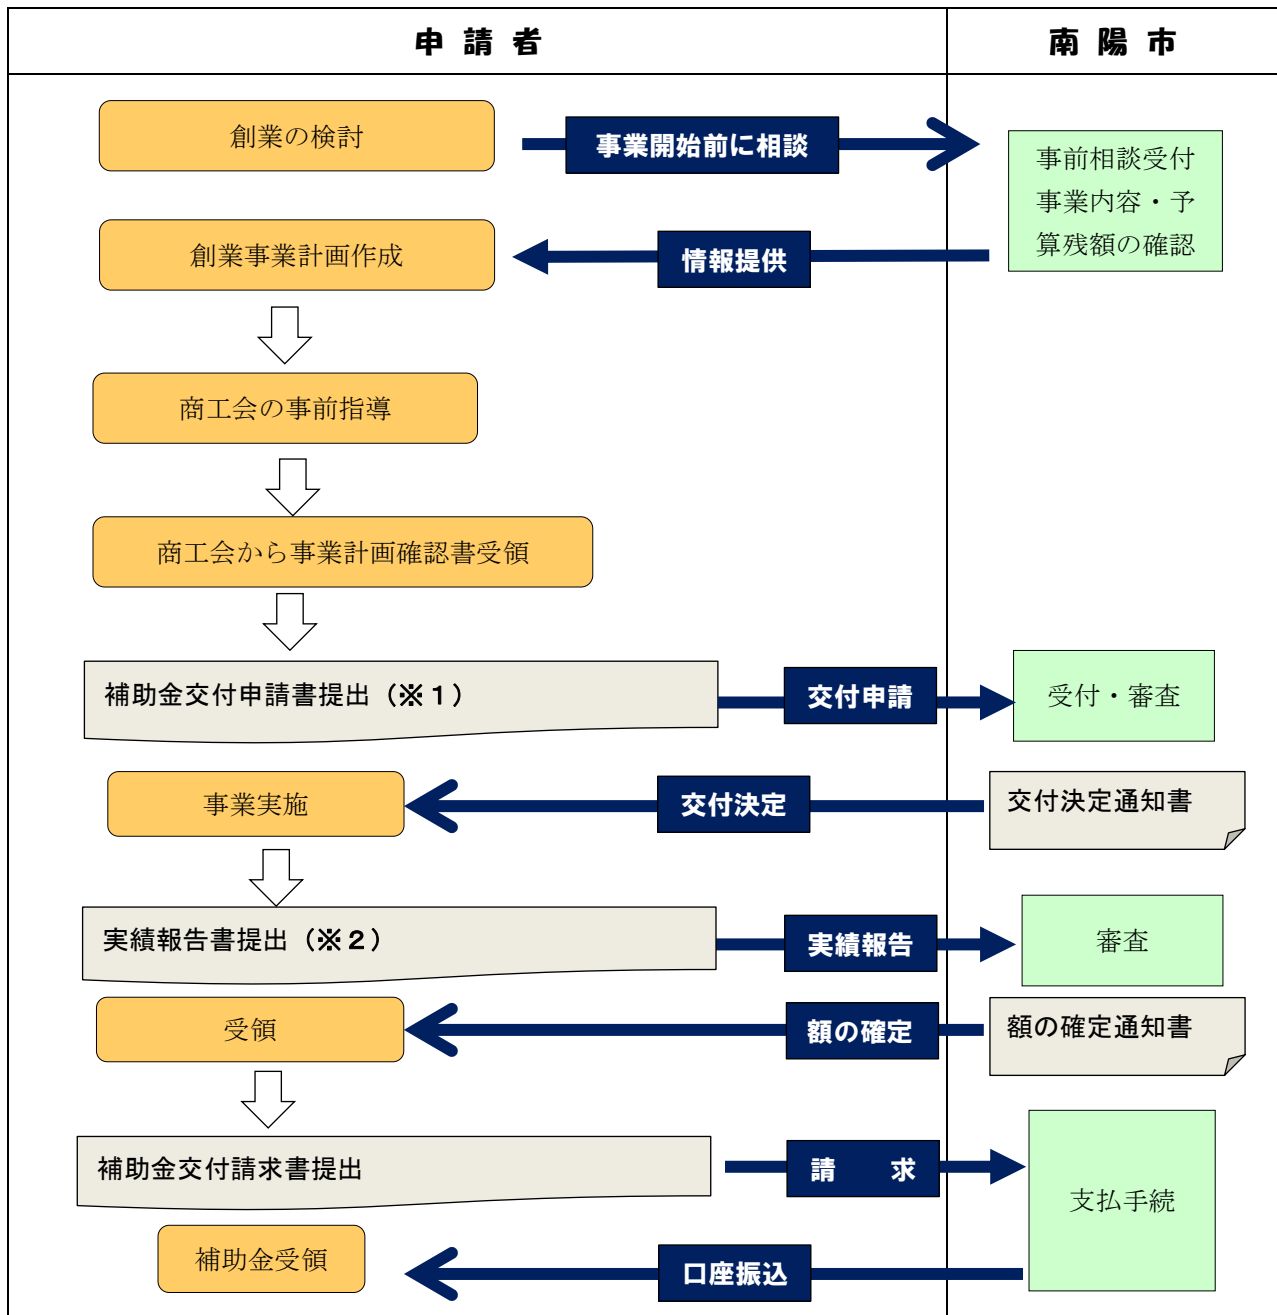 申 請 者
南 陽 市
創業の検討
事業開始前に相談
事前相談受付
事業内容・予
算残額の確認
創業事業計画作成
情報提供
商工会の事前指導
商工会から事業計画確認書受領
補助金交付申請書提出（※１）
交付申請
受付・審査
事業実施
交付決定
交付決定通知書
実績報告書提出（※２）
実績報告
審査
受領
額の確定
額の確定通知書
補助金交付請求書提出
請　　求
支払手続
補助金受領
口座振込